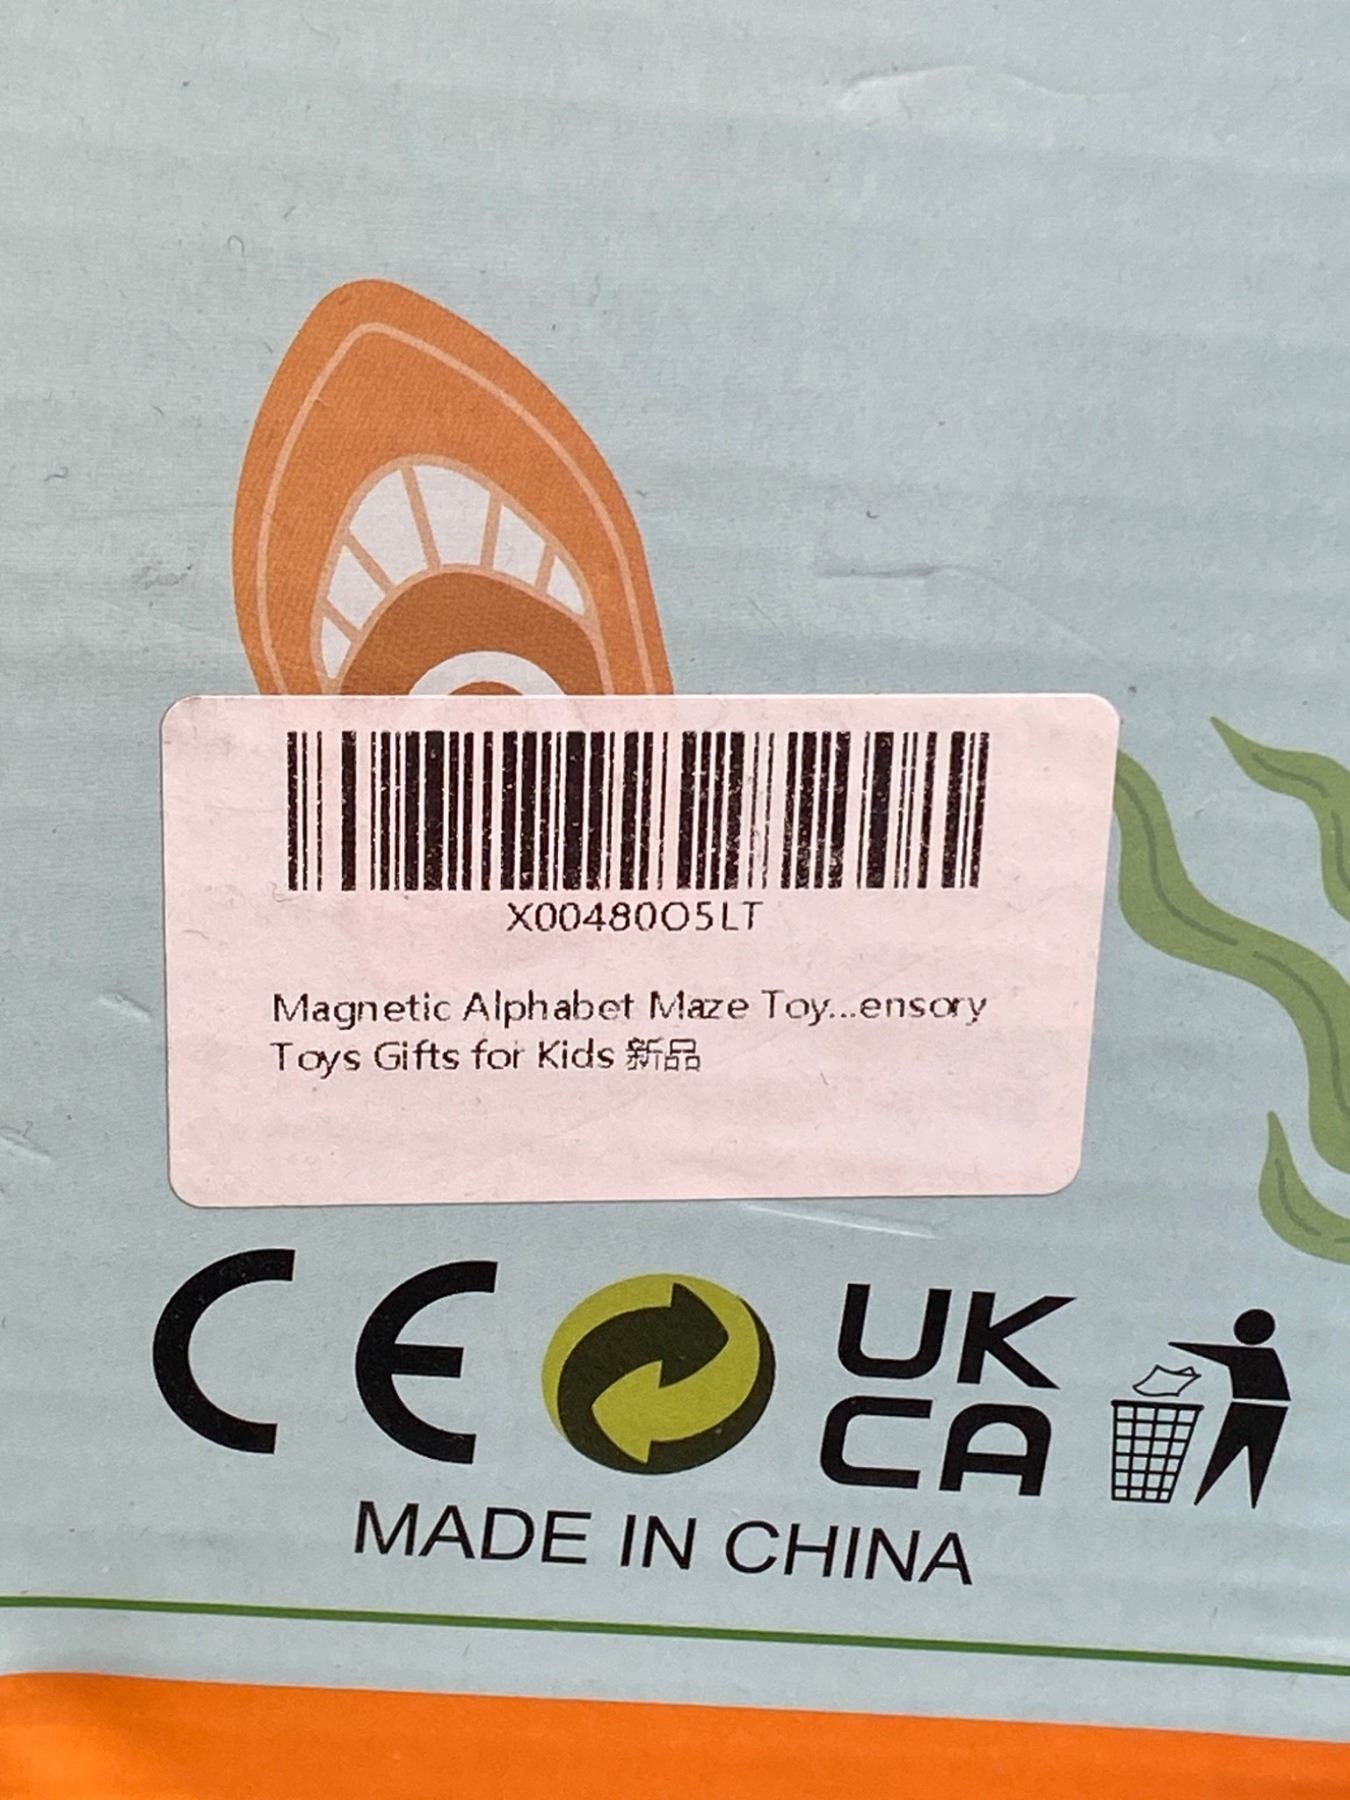 X00480O5LT
Magnetic Alphabet Maze Toy...ensory
Toys Gifts for Kids 新品
CE
UK
CA
MADE IN CHINA